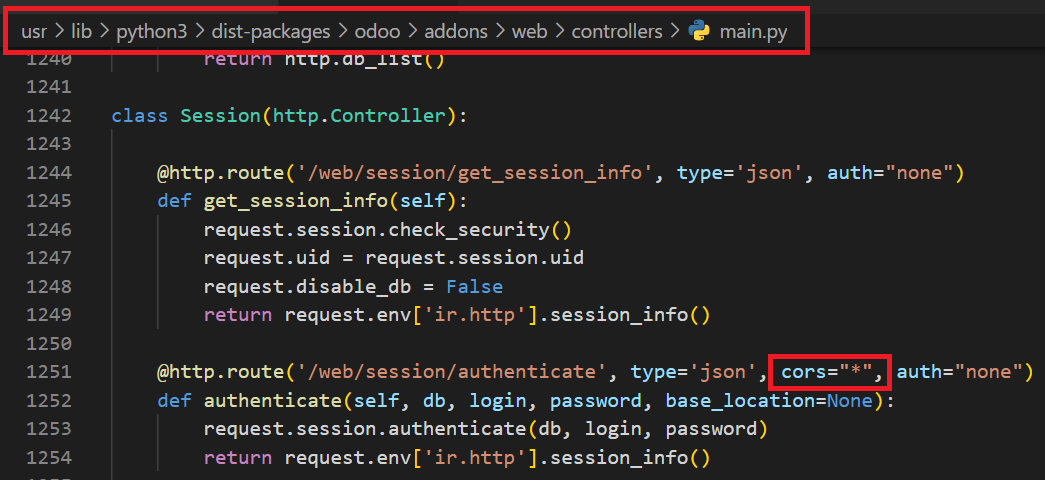 usr > lib > python3 > dist-packages > odoo > addons > web > controllers > main.py
1240 return http.db_list()
1241
1242 class Session(http.Controller):
1243
1244 @http.route('/web/session/get_session_info', type='json', auth="none")
1245 def get_session_info(self):
1246 request.session.check_security()
1247 request.uid = request.session.uid
1248 request.disable_db = False
1249 return request.env['ir.http'].session_info()
1250
1251 @http.route('/web/session/authenticate', type='json', cors="*", auth="none")
1252 def authenticate(self, db, login, password, base_location=None):
1253 request.session.authenticate(db, login, password)
1254 return request.env['ir.http'].session_info()